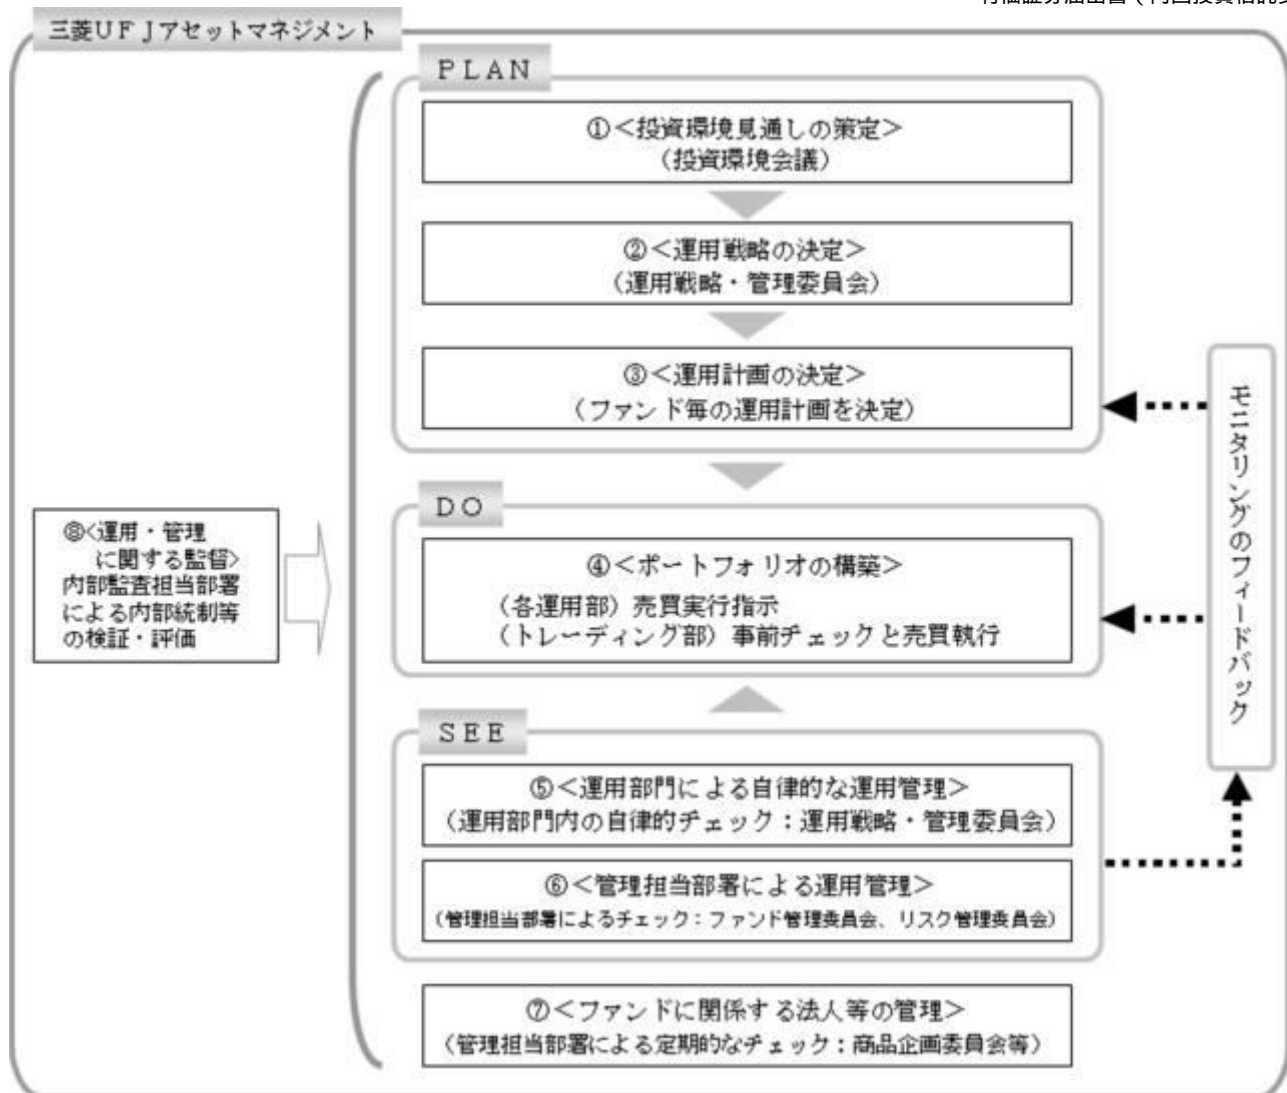 三菱ＵＦＪアセットマネジメント
ＰＬＡＮ
①＜投資環境見通しの策定＞
（投資環境会議）
②＜運用戦略の決定＞
（運用戦略・管理委員会）
③＜運用計画の決定＞
（ファンド毎の運用計画を決定）
ＤＯ
④＜ポートフォリオの構築＞
（各運用部）売買実行指示
（トレーディング部）事前チェックと売買執行
ＳＥＥ
⑤＜運用部門による自律的な運用管理＞
（運用部門内の自律的チェック：運用戦略・管理委員会）
⑥＜管理担当部署による運用管理＞
（管理担当部署によるチェック：ファンド管理委員会、リスク管理委員会）
⑦＜ファンドに関係する法人等の管理＞
（管理担当部署による定期的なチェック：商品企画委員会等）
⑧＜運用・管理
に関する監督＞
内部監査担当部署
による内部統制等
の検証・評価
モニタリングのフィードバック